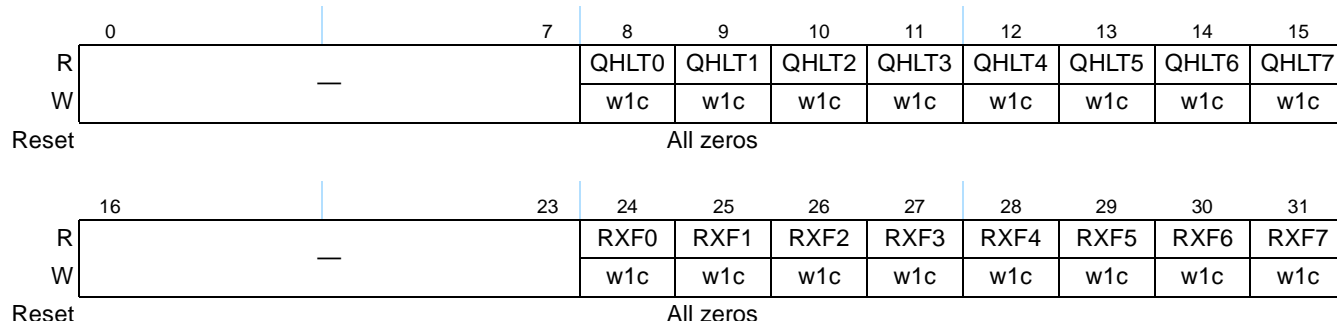 0 7 8 9 10 11 12 13 14 15
R — QHLT0 QHLT1 QHLT2 QHLT3 QHLT4 QHLT5 QHLT6 QHLT7
W w1c w1c w1c w1c w1c w1c w1c w1c
Reset All zeros
16 23 24 25 26 27 28 29 30 31
R — RXF0 RXF1 RXF2 RXF3 RXF4 RXF5 RXF6 RXF7
W w1c w1c w1c w1c w1c w1c w1c w1c
Reset All zeros